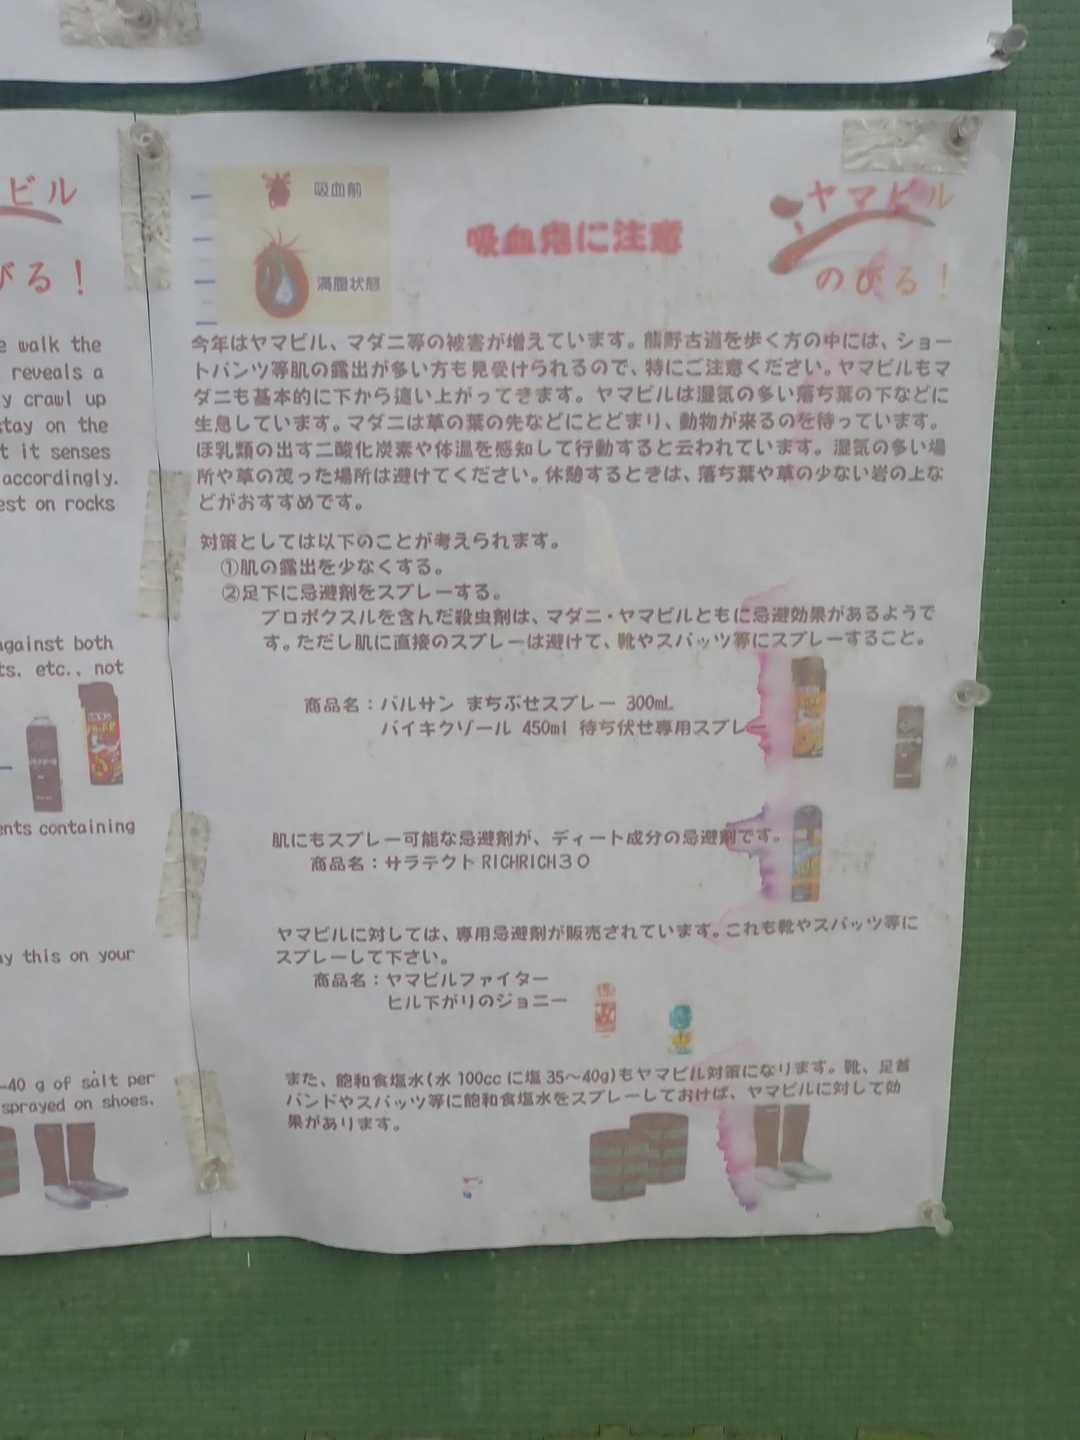 ビル
びる！
e walk the
reveals a
y crawl up
stay on the
t it senses
accordingly.
est on rocks
against both
ts. etc., not
ents containing
ay this on your
-40 g of salt per
sprayed on shoes.
吸血前
満腹状態
吸血鬼に注意
ヤマビル
のびる！
今年はヤマビル、マダニ等の被害が増えています。熊野古道を歩く方の中には、ショー
トパンツ等肌の露出が多い方も見受けられるので、特にご注意ください。ヤマビルもマ
ダニも基本的に下から這い上がってきます。ヤマビルは湿気の多い落ち葉の下などに
生息しています。マダニは草の葉の先などにとどまり、動物が来るのを待っています。
ほ乳類の出す二酸化炭素や体温を感知して行動すると云われています。湿気の多い場
所や草の茂った場所は避けてください。休憩するときは、落ち葉や草の少ない岩の上な
どがおすすめです。
対策としては以下のことが考えられます。
①肌の露出を少なくする。
②足下に忌避剤をスプレーする。
プロポクスルを含んだ殺虫剤は、マダニ・ヤマビルともに忌避効果があるようで
す。ただし肌に直接のスプレーは避けて、靴やスパッツ等にスプレーすること。
商品名：バルサン まちぶせスプレー 300mL
バイキクゾール 450ml 待ち伏せ専用スプレー
肌にもスプレー可能な忌避剤が、ディート成分の忌避剤です。
商品名：サラテクトRICHRICH30
ヤマビルに対しては、専用忌避剤が販売されています。これも靴やスパッツ等に
スプレーして下さい。
商品名：ヤマビルファイター
ヒル下がりのジョニー
また、飽和食塩水(水 100cc に塩 35～40g)もヤマビル対策になります。靴、足首
バンドやスパッツ等に飽和食塩水をスプレーしておけば、ヤマビルに対して効
果があります。